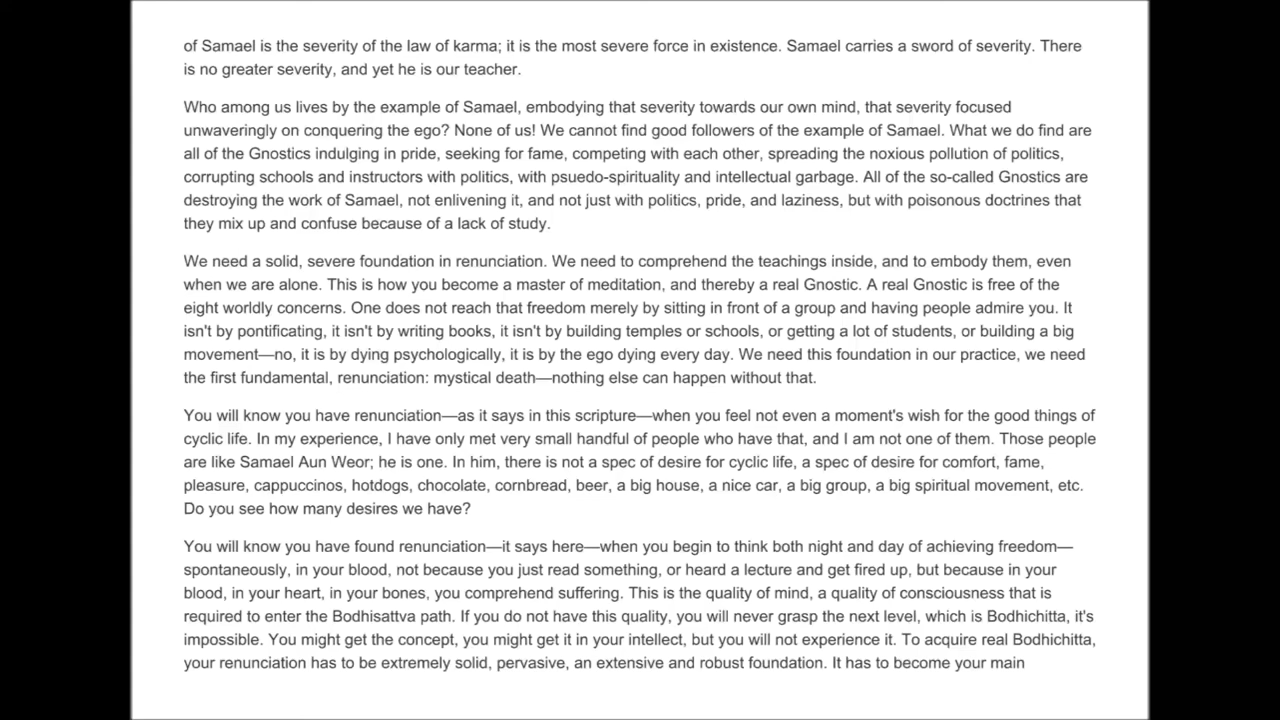 of Samael is the severity of the law of karma; it is the most severe force in existence. Samael carries a sword of severity. There
is no greater severity, and yet he is our teacher.
Who among us lives by the example of Samael, embodying that severity towards our own mind, that severity focused
unwaveringly on conquering the ego? None of us! We cannot find good followers of the example of Samael. What we do find are
all of the Gnostics indulging in pride, seeking for fame, competing with each other, spreading the noxious pollution of politics,
corrupting schools and instructors with politics, with psuedo-spirituality and intellectual garbage. All of the so-called Gnostics are
destroying the work of Samael, not enlivening it, and not just with politics, pride, and laziness, but with poisonous doctrines that
they mix up and confuse because of a lack of study.
We need a solid, severe foundation in renunciation. We need to comprehend the teachings inside, and to embody them, even
when we are alone. This is how you become a master of meditation, and thereby a real Gnostic. A real Gnostic is free of the
eight worldly concerns. One does not reach that freedom merely by sitting in front of a group and having people admire you. It
isn't by pontificating, it isn't by writing books, it isn't by building temples or schools, or getting a lot of students, or building a big
movement—no, it is by dying psychologically, it is by the ego dying every day. We need this foundation in our practice, we need
the first fundamental, renunciation: mystical death—nothing else can happen without that.
You will know you have renunciation—as it says in this scripture—when you feel not even a moment's wish for the good things of
cyclic life. In my experience, I have only met very small handful of people who have that, and I am not one of them. Those people
are like Samael Aun Weor; he is one. In him, there is not a spec of desire for cyclic life, a spec of desire for comfort, fame,
pleasure, cappuccinos, hotdogs, chocolate, cornbread, beer, a big house, a nice car, a big group, a big spiritual movement, etc.
Do you see how many desires we have?
You will know you have found renunciation—it says here—when you begin to think both night and day of achieving freedom—
spontaneously, in your blood, not because you just read something, or heard a lecture and get fired up, but because in your
blood, in your heart, in your bones, you comprehend suffering. This is the quality of mind, a quality of consciousness that is
required to enter the Bodhisattva path. If you do not have this quality, you will never grasp the next level, which is Bodhichitta, it's
impossible. You might get the concept, you might get it in your intellect, but you will not experience it. To acquire real Bodhichitta,
your renunciation has to be extremely solid, pervasive, an extensive and robust foundation. It has to become your main